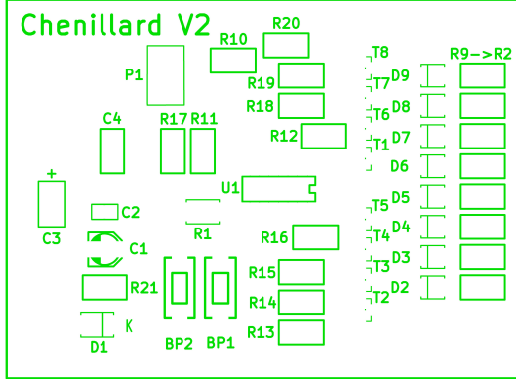 Chenillard V2
R20
R10
T8
R9->R2
P1
R19
D9
T7
R18
D8
T6
C4
R17
R11
R12
D7
T1
D6
+
U1
D5
C2
T5
C3
C1
R1
R16
D4
T4
D3
T3
R15
R21
D2
T2
R14
K
R13
D1
BP2
BP1